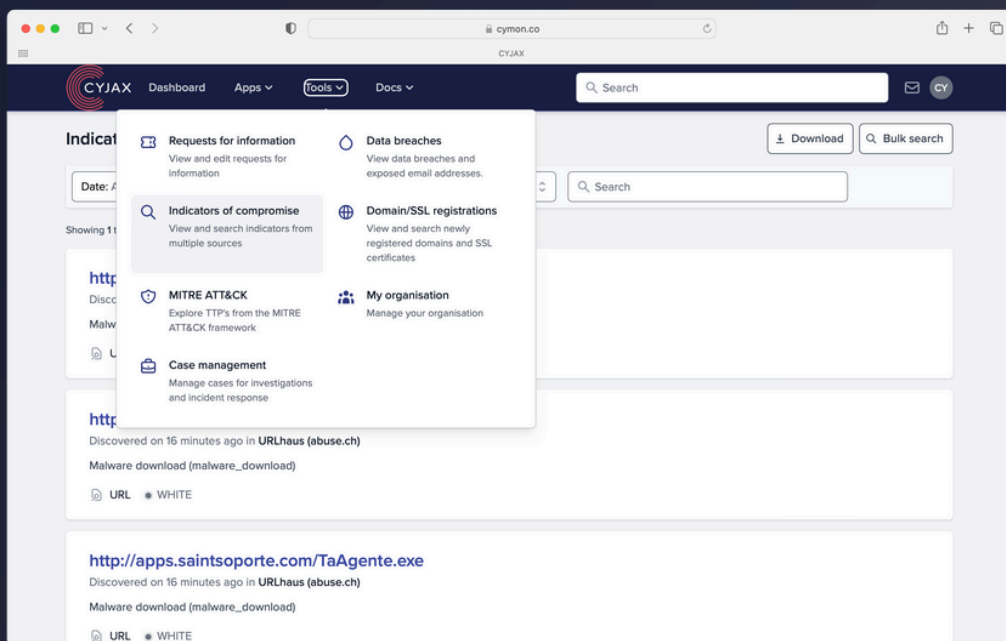 cymon.co
CYJAX
CYJAX Dashboard Apps Tools Docs Search CY
Download Bulk search
Date:
Search
Showing 1
Requests for information
View and edit requests for
information
Data breaches
View data breaches and
exposed email addresses.
Indicators of compromise
View and search indicators from
multiple sources
Domain/SSL registrations
View and search newly
registered domains and SSL
certificates
MITRE ATT&CK
Explore TTP's from the MITRE
ATT&CK framework
My organisation
Manage your organisation
Case management
Manage cases for investigations
and incident response
Discovered on 16 minutes ago in URLhaus (abuse.ch)
Malware download (malware_download)
URL WHITE
http://apps.saintsoporte.com/TaAgente.exe
Discovered on 16 minutes ago in URLhaus (abuse.ch)
Malware download (malware_download)
URL WHITE